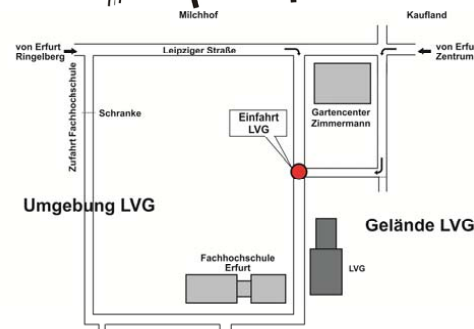 Milchhof
Kaufland
von Erfurt
Ringelberg
Leipziger Straße
von Erfu
Zentrum
Zufahrt Fachhochschule
Schranke
Einfahrt
LVG
Gartencenter
Zimmermann
Umgebung LVG
Gelände LVG
Fachhochschule
Erfurt
LVG